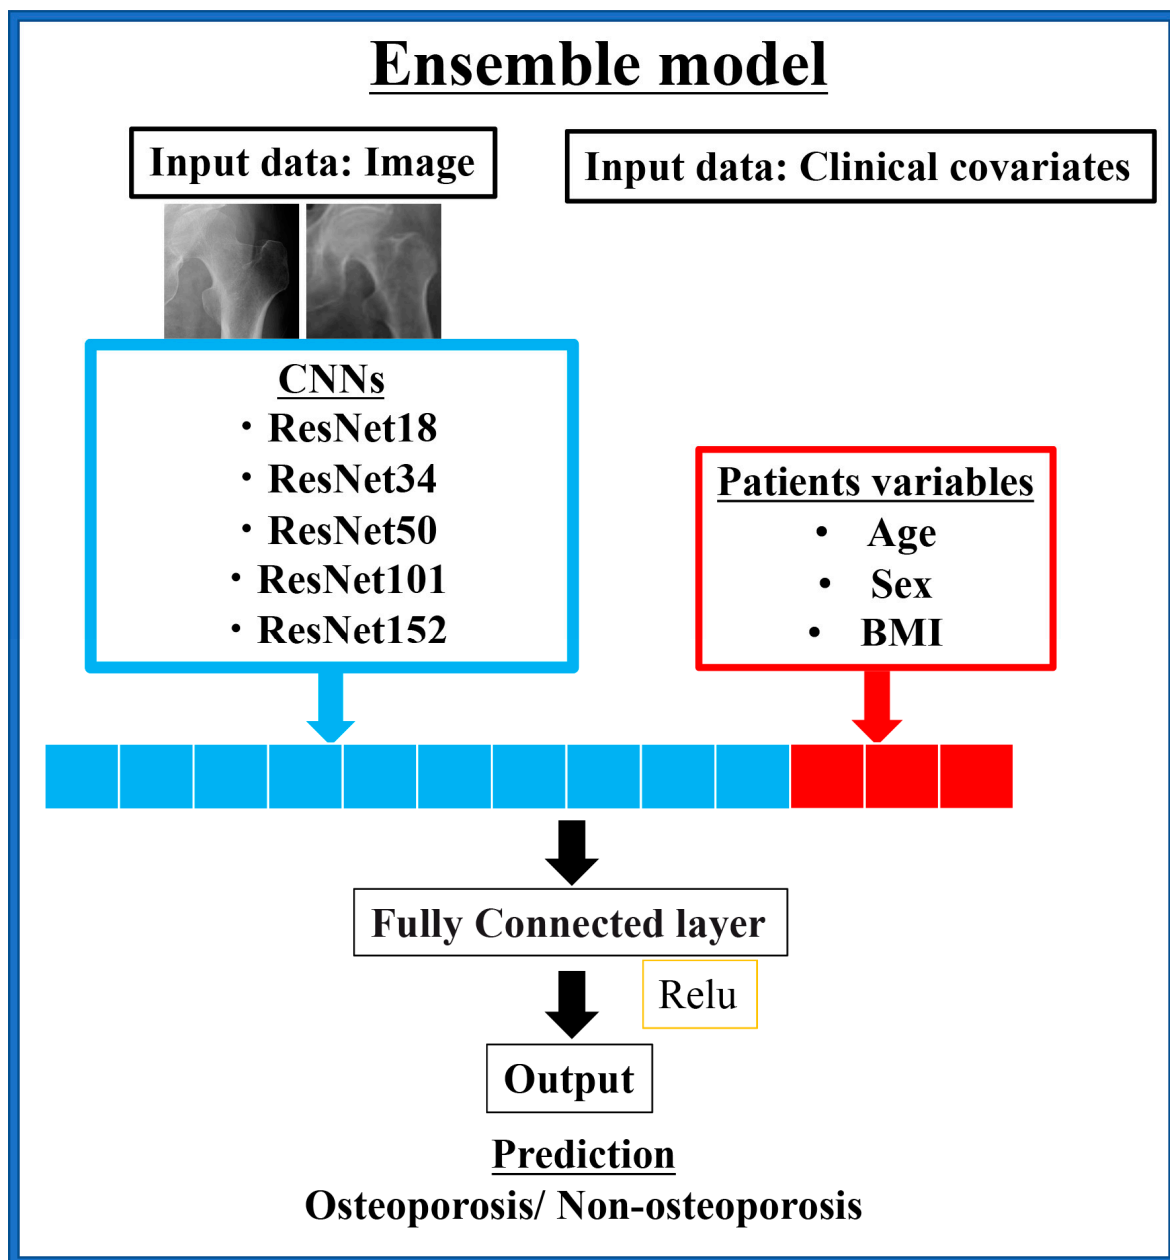 Ensemble model
Input data: Image
Input data: Clinical covariates
CNNs
・ResNet18
・ResNet34
・ResNet50
・ResNet101
・ResNet152
Patients variables
• Age
• Sex
• BMI
Fully Connected layer
Relu
Output
Prediction
Osteoporosis/ Non-osteoporosis